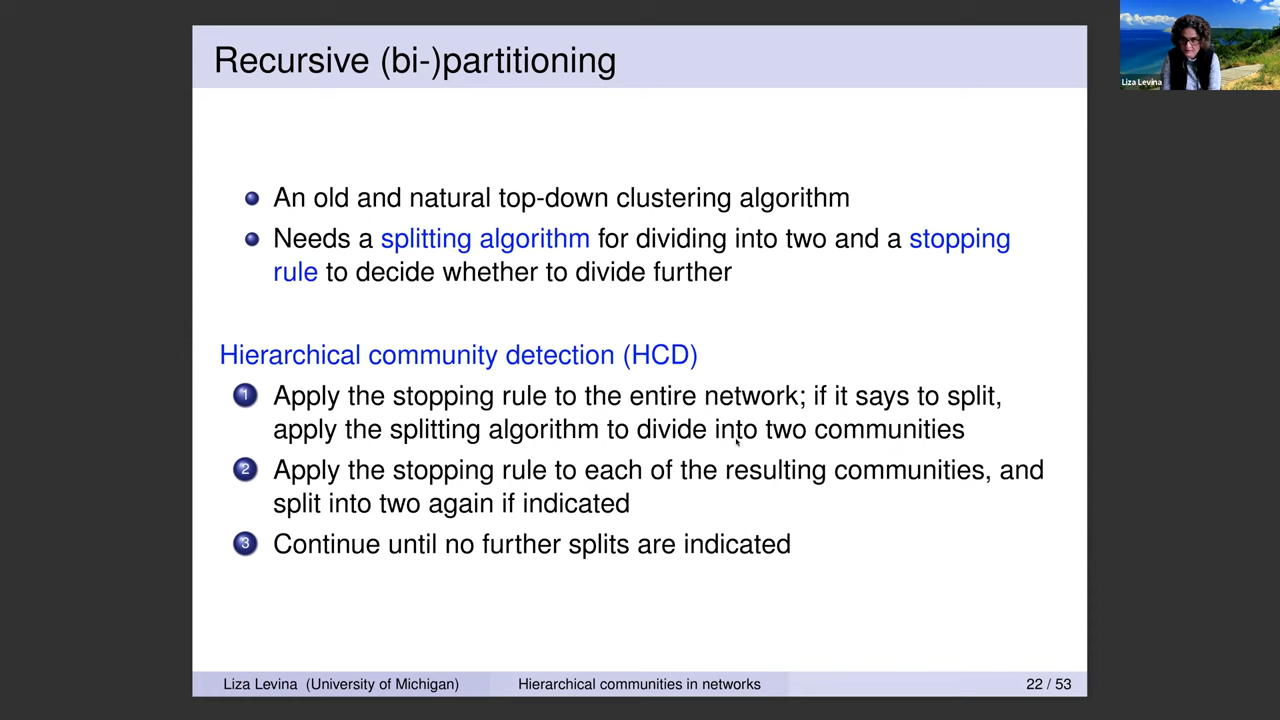 Recursive (bi-)partitioning
Liza Levina
An old and natural top-down clustering algorithm
Needs a splitting algorithm for dividing into two and a stopping
rule to decide whether to divide further
Hierarchical community detection (HCD)
1 Apply the stopping rule to the entire network; if it says to split,
apply the splitting algorithm to divide into two communities
2 Apply the stopping rule to each of the resulting communities, and
split into two again if indicated
3 Continue until no further splits are indicated
Liza Levina (University of Michigan) Hierarchical communities in networks 22 / 53